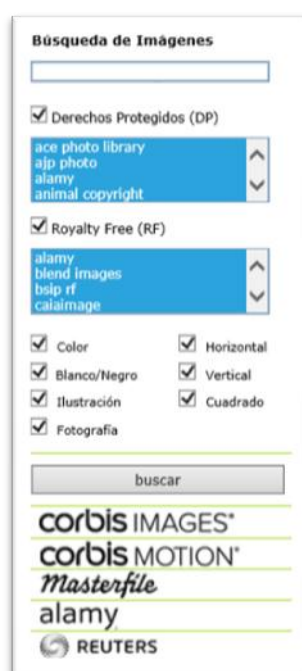 Búsqueda de Imágenes
Derechos Protegidos (DP)
ace photo library
ajp photo
alamy
animal copyright
Royalty Free (RF)
alamy
blend images
bsip rf
caiaimage
Color Horizontal
Blanco/Negro Vertical
Ilustración Cuadrado
Fotografía
buscar
corbis IMAGES
corbis MOTION
Masterfile
alamy
REUTERS